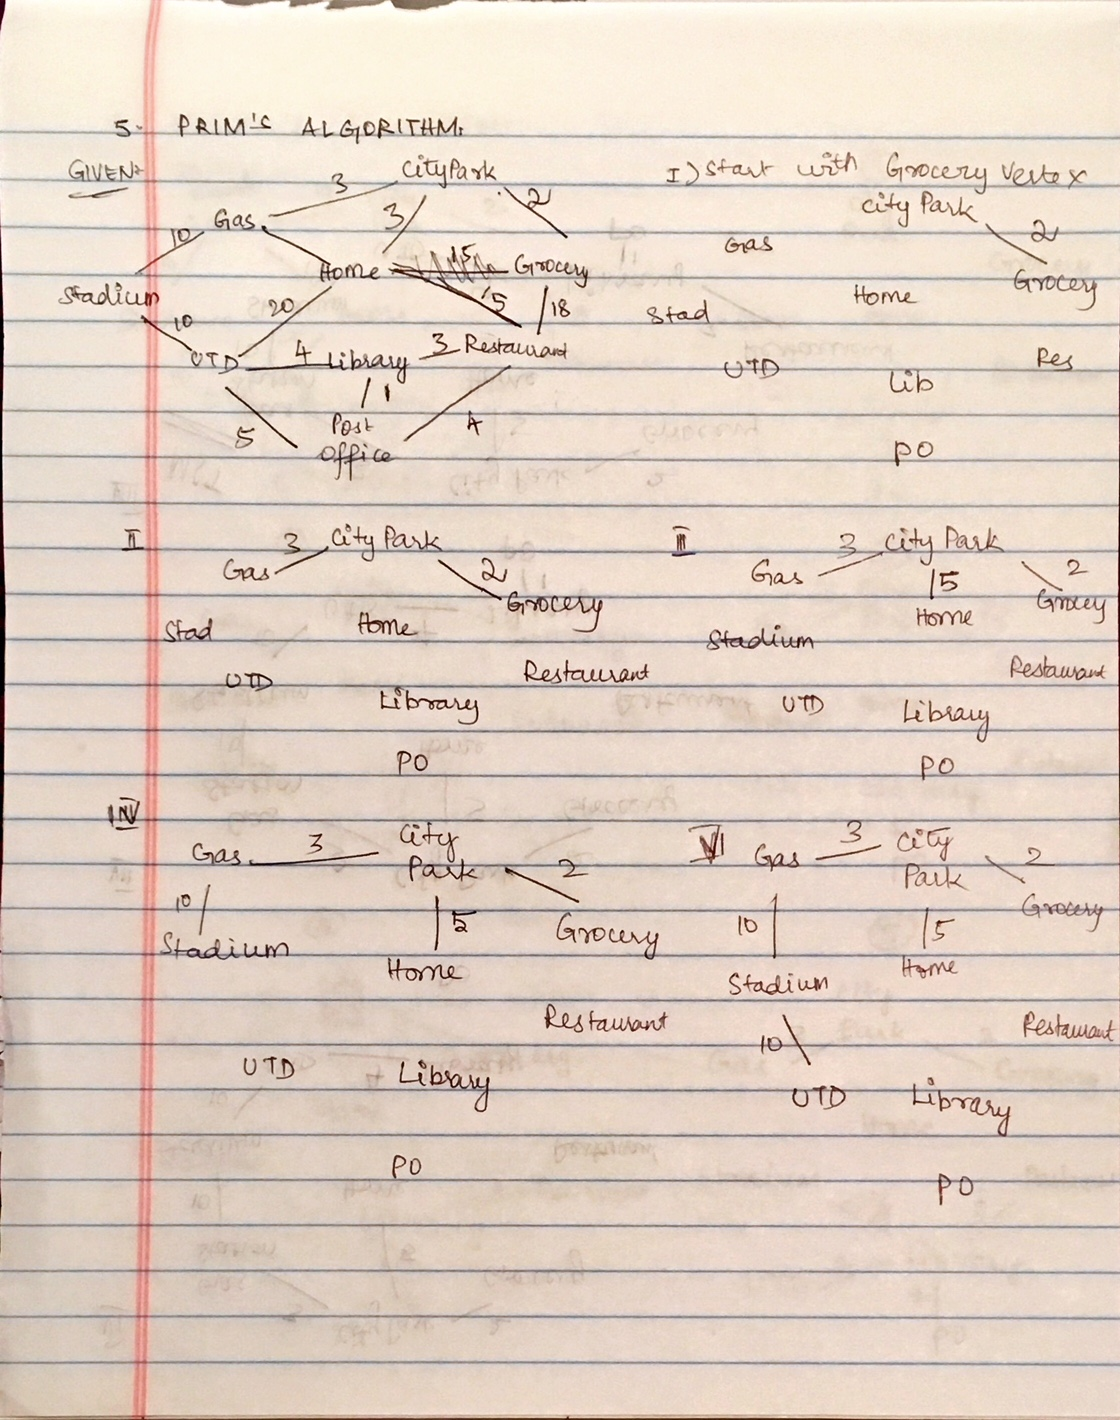 5. PRIM'S ALGORITHM.
GIVEN:
City Park
3
2
Gas
3
10
Home
15
Grocery
Stadium
20
15
18
10
UTD
4
Library
3
Restaurant
1
Post
Office
5
4
I) Start with Grocery Vertex
City Park
2
Gas
Grocery
Home
Stad
UTD
Res
Lib
PO
II
3
City Park
Gas
2
Grocery
Stad
Home
UTD
Restaurant
Library
PO
III
3
City Park
Gas
2
5
Grocey
Home
Stadium
Restaurant
UTD
Library
PO
IV
Gas
3
City
Park
2
10
5
Grocery
Stadium
Home
Restaurant
UTD
Library
PO
VI
Gas
3
City
Park
2
Grocery
10
5
Home
Stadium
Restaurant
10
UTD
Library
PO